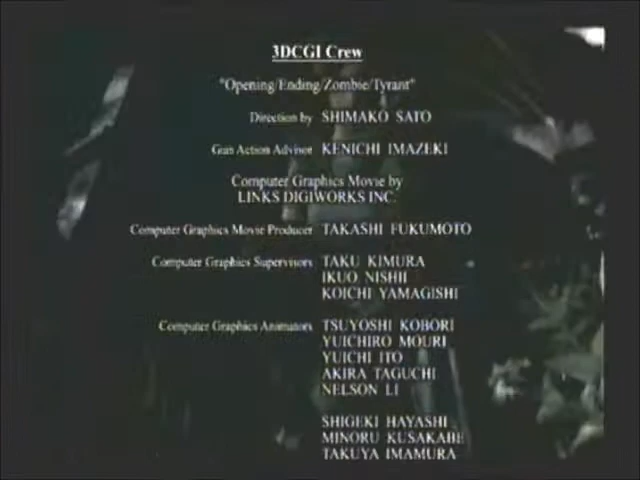 3DCGI Crew
"Opening/Ending/Zombie/Tyrant"
Direction by SHIMAKO SATO
Gun Action Advisor KENICHI IMAZEKI
Computer Graphics Movie by
LINKS DIGIWORKS INC.
Computer Graphics Movie Producer TAKASHI FUKUMOTO
Computer Graphics Supervisors TAKU KIMURA
IKUO NISHII
KOICHI YAMAGISHI
Computer Graphics Animators TSUYOSHI KOBORI
YUICHIRO MOURI
YUICHI ITO
AKIRA TAGUCHI
NELSON LI
SHIGEKI HAYASHI
MINORU KUSAKABE
TAKUYA IMAMURA